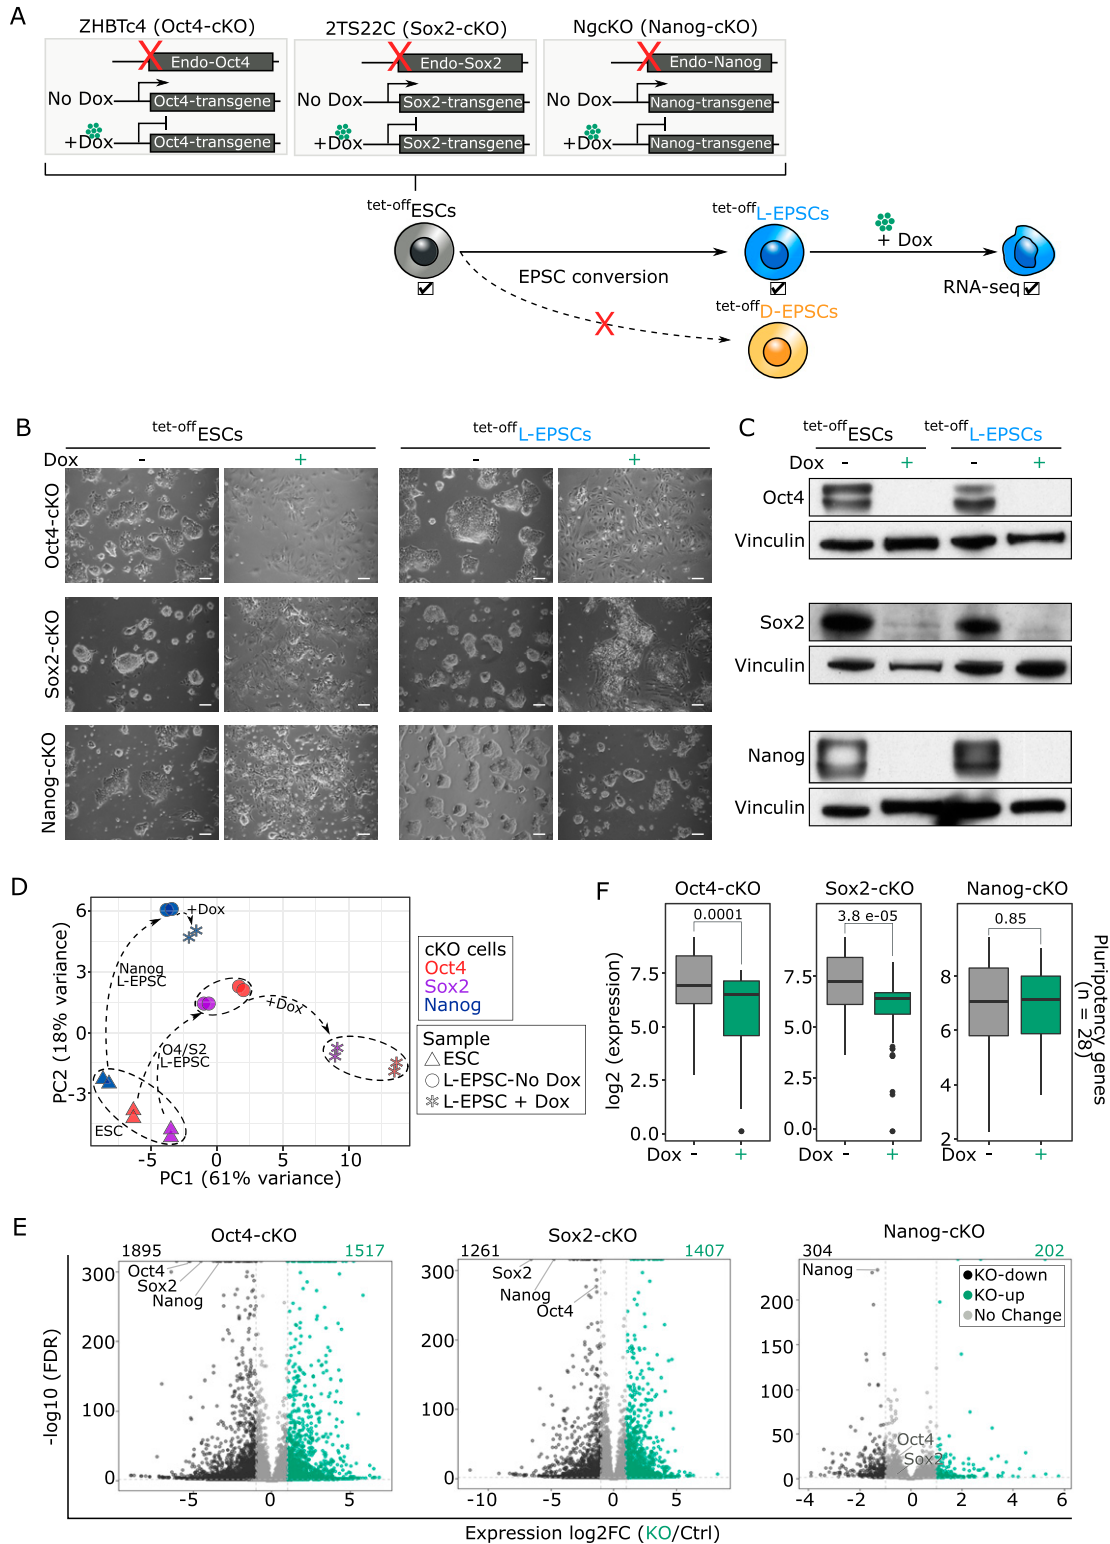 A
ZHBTc4 (Oct4-cKO)
2TS22C (Sox2-cKO)
NgcKO (Nanog-cKO)
X Endo-Oct4
X Endo-Sox2
X Endo-Nanog
No Dox Oct4-transgene
No Dox Sox2-transgene
No Dox Nanog-transgene
+Dox Oct4-transgene
+Dox Sox2-transgene
+Dox Nanog-transgene
tet-off ESCs
tet-off L-EPSCs
+ Dox
EPSC conversion
RNA-seq
X
tet-off D-EPSCs
B
tet-off ESCs
tet-off L-EPSCs
Dox - + - +
Oct4-cKO
Sox2-cKO
Nanog-cKO
C
tet-off ESCs
tet-off L-EPSCs
Dox - + - +
Oct4
Vinculin
Sox2
Vinculin
Nanog
Vinculin
D
PC2 (18% variance)
6
3
0
-3
+Dox
Nanog
L-EPSC
+Dox
O4/S2
L-EPSC
ESC
-5 0 5 10
PC1 (61% variance)
cKO cells
Oct4
Sox2
Nanog
Sample
ESC
L-EPSC-No Dox
L-EPSC + Dox
F
Oct4-cKO
Sox2-cKO
Nanog-cKO
0.0001
3.8 e-05
0.85
log2 (expression)
7.5
5.0
2.5
0.0
7.5
5.0
2.5
0.0
8
6
4
2
Dox - +
Dox - +
Dox - +
Pluripotency genes
(n = 28)
E
Oct4-cKO
Sox2-cKO
Nanog-cKO
1895 1517
1261 1407
304 202
Oct4
Sox2
Nanog
Sox2
Nanog
Oct4
Nanog
KO-down
KO-up
No Change
Oct4
Sox2
-log10 (FDR)
300
200
100
0
300
200
100
0
200
150
100
50
0
-5 0 5
-10 -5 0 5
-4 -2 0 2 4 6
Expression log2FC (KO/Ctrl)